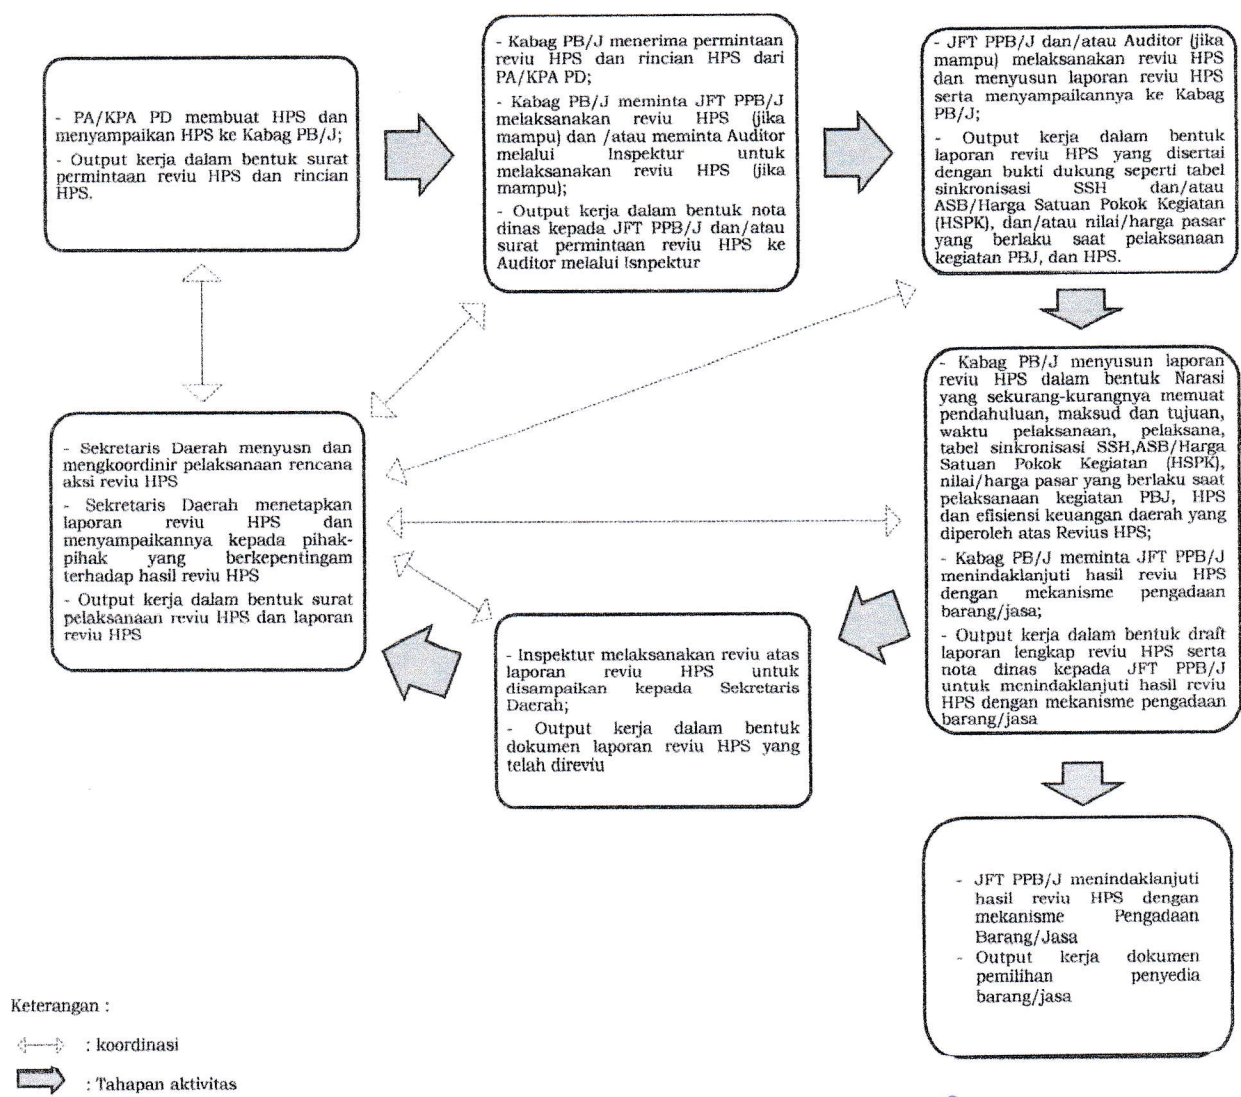 - PA/KPA PD membuat HPS dan
menyampaikan HPS ke Kabag PB/J;
- Output kerja dalam bentuk surat
permintaan reviu HPS dan rincian
HPS.
- Kabag PB/J menerima permintaan
reviu HPS dan rincian HPS dari
PA/KPA PD;
- Kabag PB/J meminta JFT PPB/J
melaksanakan reviu HPS (jika
mampu) dan /atau meminta Auditor
melalui Inspektur untuk
melaksanakan reviu HPS (jika
mampu);
- Output kerja dalam bentuk nota
dinas kepada JFT PPB/J dan/atau
surat permintaan reviu HPS ke
Auditor melalui Isnpektur
- JFT PPB/J dan/atau Auditor (jika
mampu) melaksanakan reviu HPS
dan menyusun laporan reviu HPS
serta menyampaikannya ke Kabag
PB/J;
- Output kerja dalam bentuk
laporan reviu HPS yang disertai
dengan bukti dukung seperti tabel
sinkronisasi SSH dan/atau
ASB/Harga Satuan Pokok Kegiatan
(HSPK), dan/atau nilai/harga pasar
yang berlaku saat pelaksanaan
kegiatan PBJ, dan HPS.
- Kabag PB/J menyusun laporan
reviu HPS dalam bentuk Narasi
yang sekurang-kurangnya memuat
pendahuluan, maksud dan tujuan,
waktu pelaksanaan, pelaksana,
tabel sinkronisasi SSH,ASB/Harga
Satuan Pokok Kegiatan (HSPK),
nilai/harga pasar yang berlaku saat
pelaksanaan kegiatan PBJ, HPS
dan efisiensi keuangan daerah yang
diperoleh atas Revius HPS;
- Kabag PB/J meminta JFT PPB/J
menindaklanjuti hasil reviu HPS
dengan mekanisme pengadaan
barang/jasa;
- Output kerja dalam bentuk draft
laporan lengkap reviu HPS serta
nota dinas kepada JFT PPB/J
untuk menindaklanjuti hasil reviu
HPS dengan mekanisme pengadaan
barang/jasa
- Sekretaris Daerah menyusn dan
mengkoordinir pelaksanaan rencana
aksi reviu HPS
- Sekretaris Daerah menetapkan
laporan reviu HPS dan
menyampaikannya kepada pihak-
pihak yang berkepentingam
terhadap hasil reviu HPS
- Output kerja dalam bentuk surat
pelaksanaan reviu HPS dan laporan
reviu HPS
- Inspektur melaksanakan reviu atas
laporan reviu HPS untuk
disampaikan kepada Sekretaris
Daerah;
- Output kerja dalam bentuk
dokumen laporan reviu HPS yang
telah direviu
- JFT PPB/J menindaklanjuti
hasil reviu HPS dengan
mekanisme Pengadaan
Barang/Jasa
- Output kerja dokumen
pemilihan penyedia
barang/jasa
Keterangan :
: koordinasi
: Tahapan aktivitas